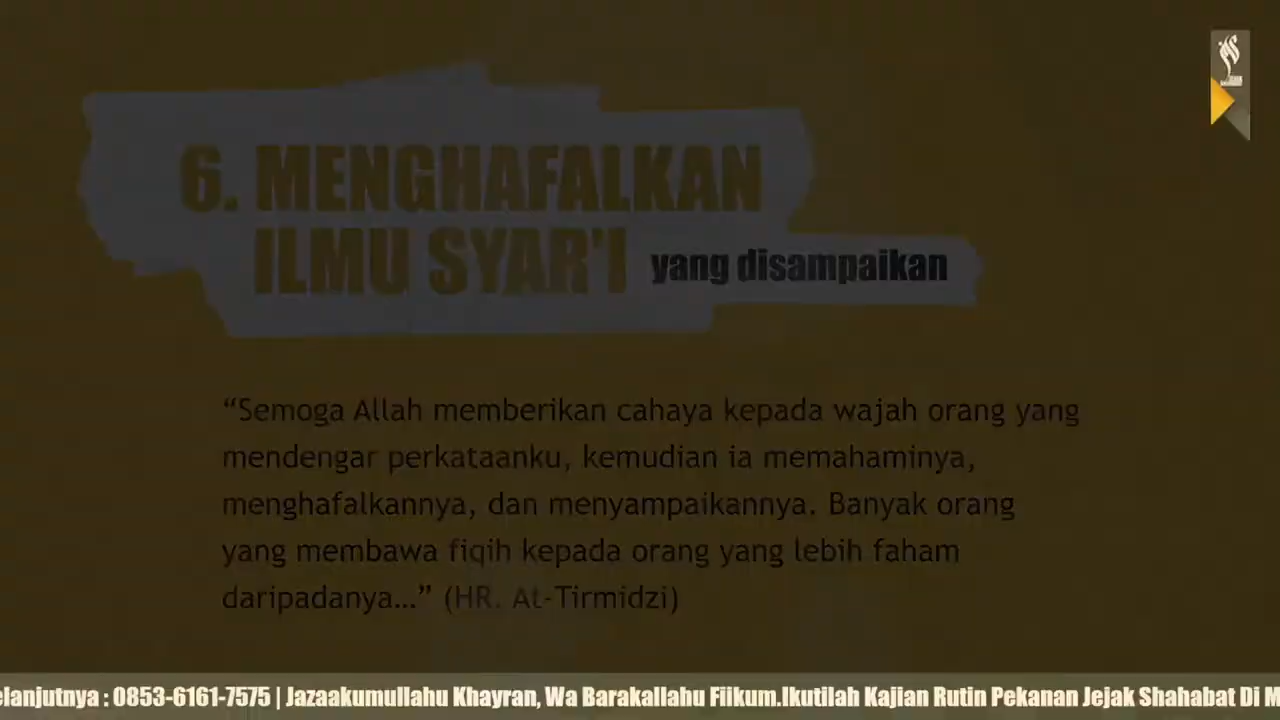 6. MENGHAFALKAN
ILMU SYAR'I yang disampaikan
“Semoga Allah memberikan cahaya kepada wajah orang yang
mendengar perkataanku, kemudian ia memahaminya,
menghafalkannya, dan menyampaikannya. Banyak orang
yang membawa fiqih kepada orang yang lebih faham
daripadanya…” (HR. At-Tirmidzi)
elanjutnya : 0853-6161-7575 | Jazaakumullahu Khayran, Wa Barakallahu Fiikum.Ikutilah Kajian Rutin Pekanan Jejak Shahabat Di M